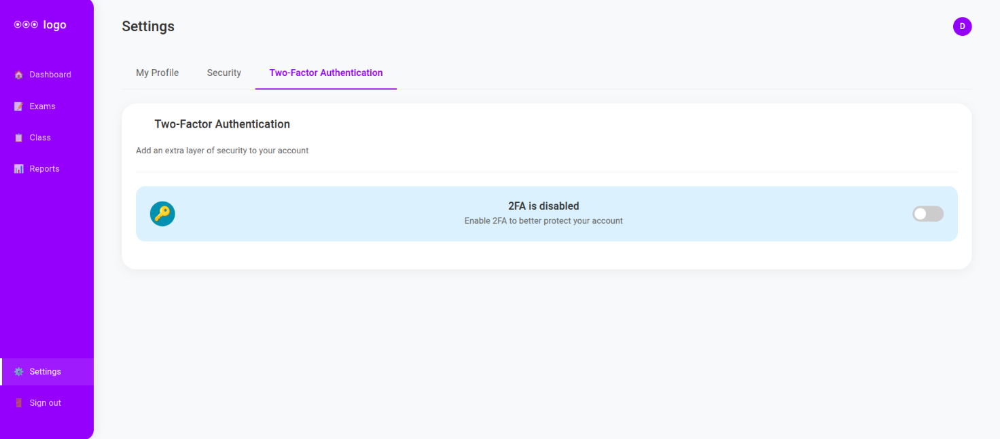 logo
Settings
D
Dashboard
Exams
Class
Reports
Settings
Sign out
My Profile
Security
Two-Factor Authentication
Two-Factor Authentication
Add an extra layer of security to your account
2FA is disabled
Enable 2FA to better protect your account